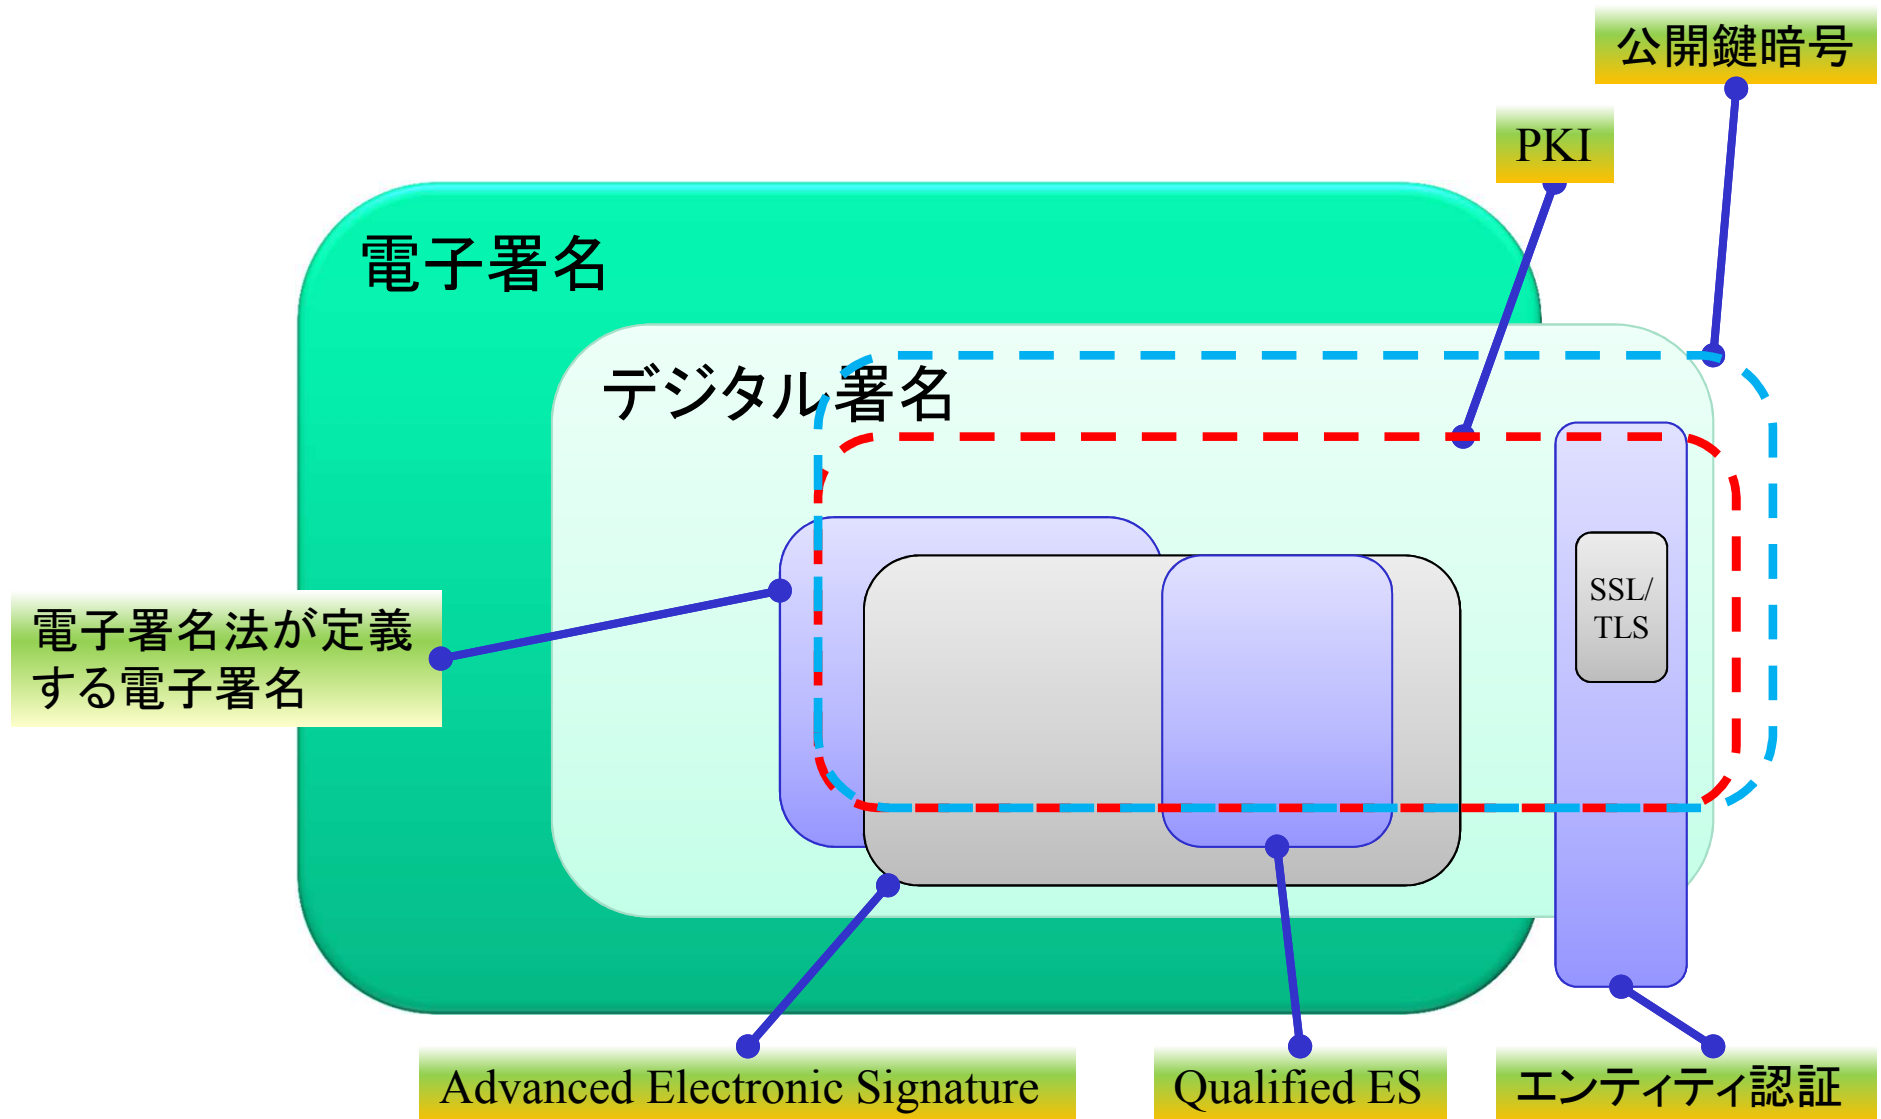 公開鍵暗号
PKI
電子署名
デジタル署名
SSL/
TLS
電子署名法が定義
する電子署名
Advanced Electronic Signature
Qualified ES
エンティティ認証